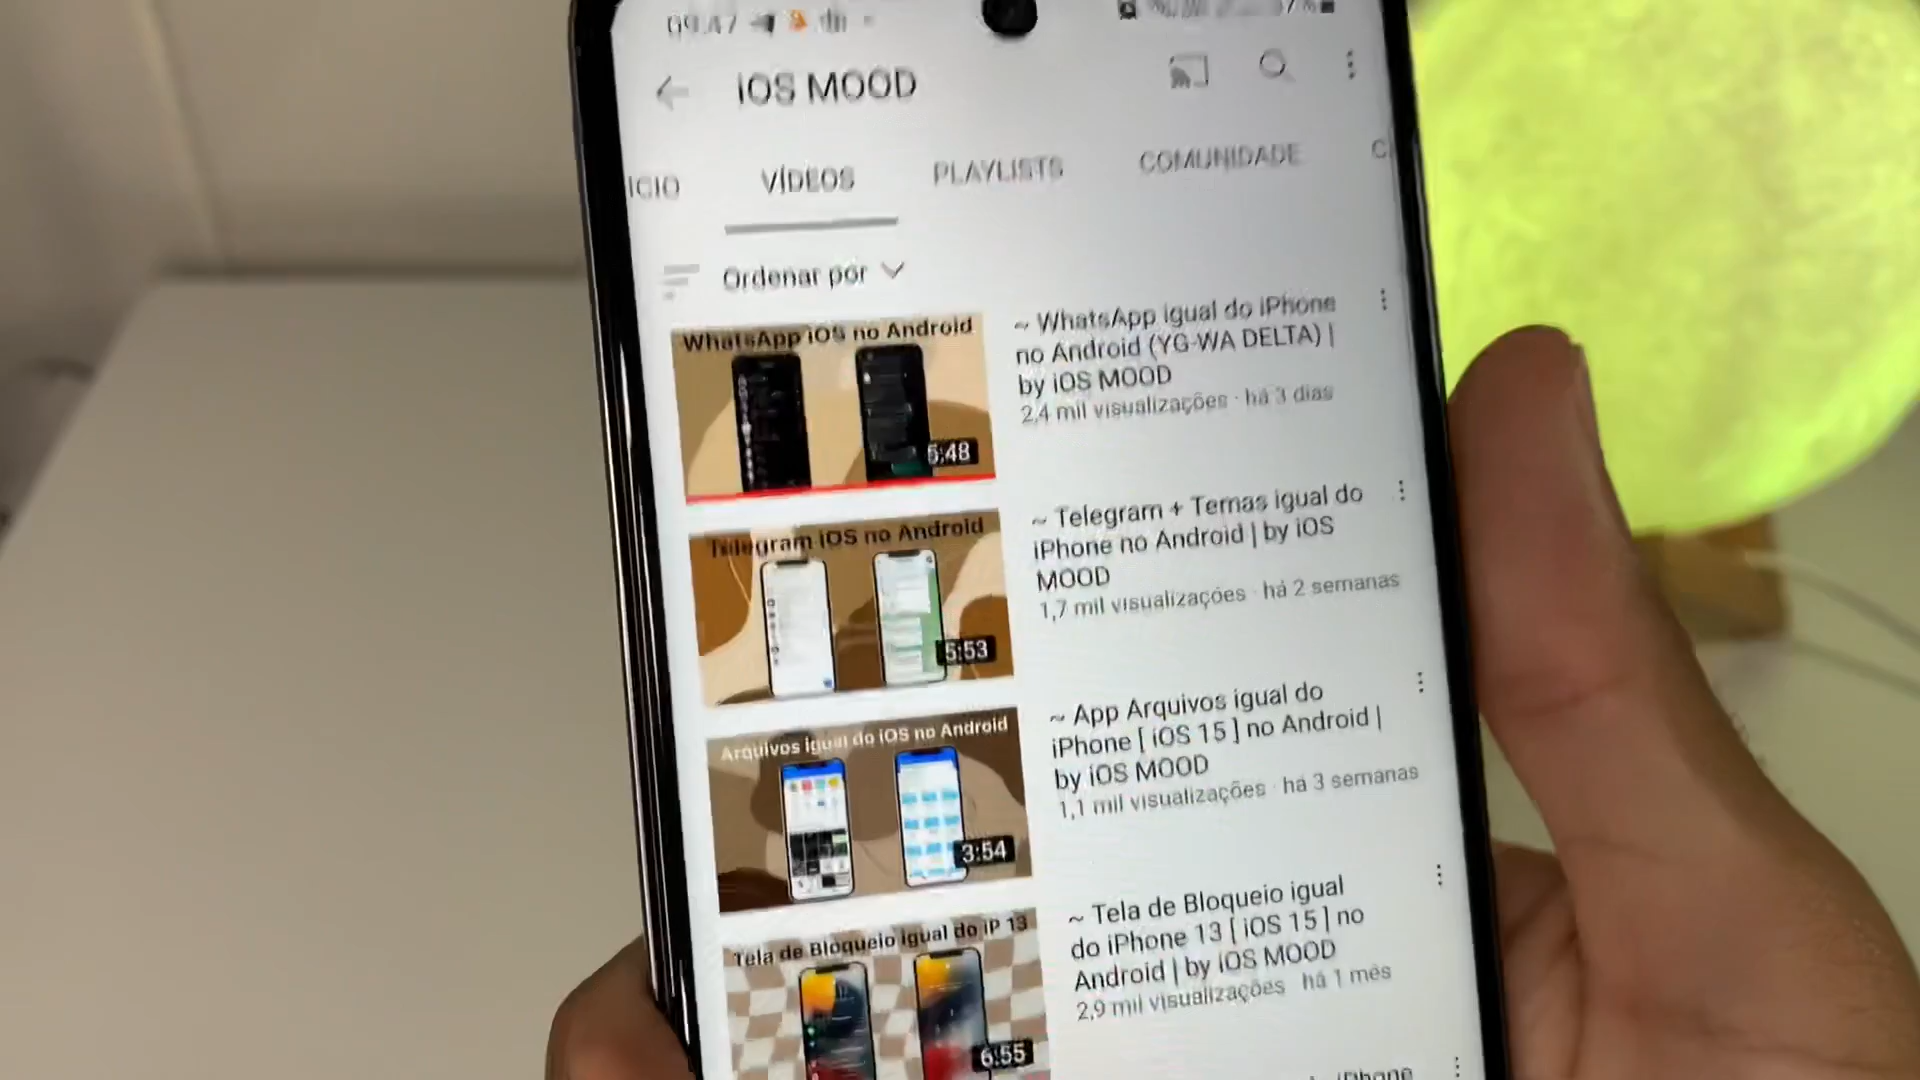 09:47
iOS MOOD
ICIO VÍDEOS PLAYLISTS COMUNIDADE C
Ordenar por
WhatsApp iOS no Android
5:48
~ WhatsApp igual do iPhone
no Android (YG-WA DELTA) |
by iOS MOOD
2,4 mil visualizações · há 3 dias
Telegram iOS no Android
5:53
~ Telegram + Temas igual do
iPhone no Android | by iOS
MOOD
1,7 mil visualizações · há 2 semanas
Arquivos igual do iOS no Android
3:54
~ App Arquivos igual do
iPhone [ iOS 15 ] no Android |
by iOS MOOD
1,1 mil visualizações · há 3 semanas
Tela de Bloqueio igual do IP 13
6:55
~ Tela de Bloqueio igual
do iPhone 13 [ iOS 15 ] no
Android | by iOS MOOD
2,9 mil visualizações · há 1 mês
iPhone